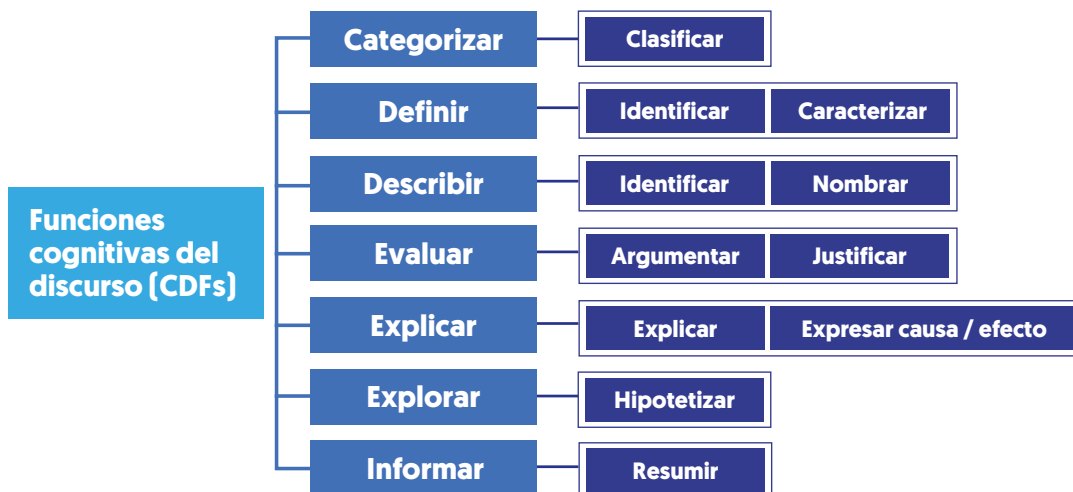 Funciones
cognitivas del
discurso (CDFs)
Categorizar
Clasificar
Definir
Identificar
Caracterizar
Describir
Identificar
Nombrar
Evaluar
Argumentar
Justificar
Explicar
Explicar
Expresar causa / efecto
Explorar
Hipotetizar
Informar
Resumir